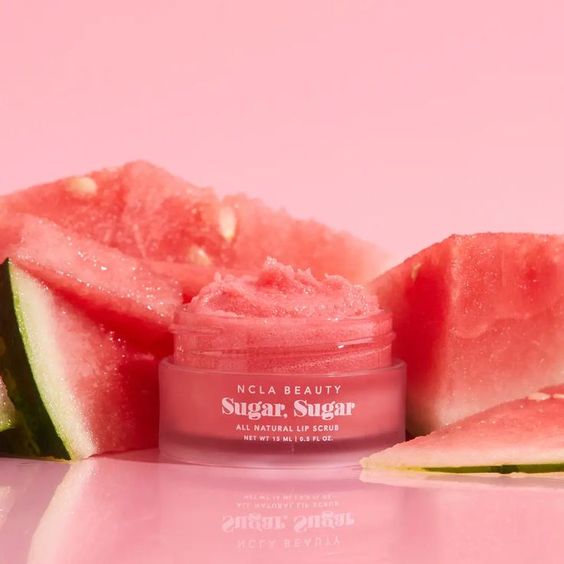 NCLA BEAUTY
Sugar, Sugar
ALL NATURAL LIP SCRUB
NET WT 15 ML | 0.5 FL OZ.